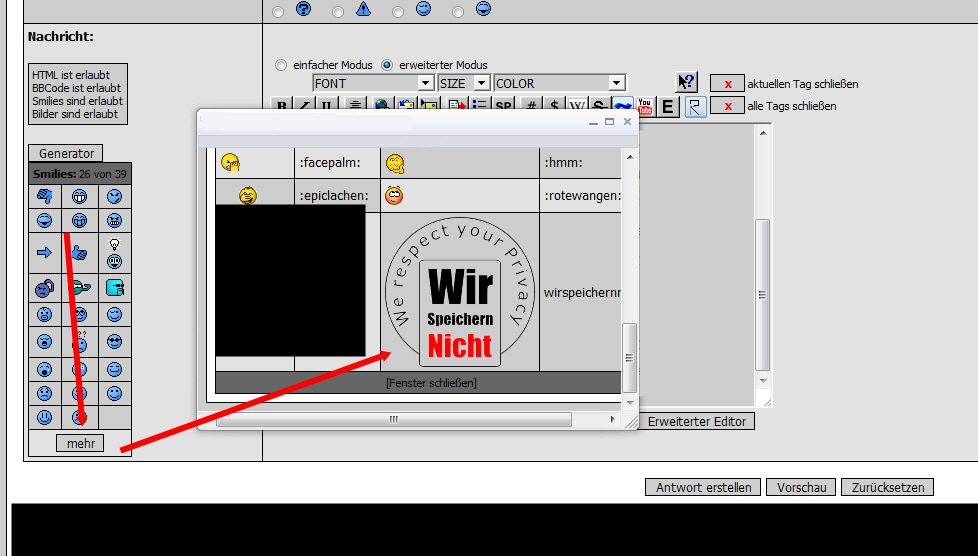 Nachricht:
einfacher Modus erweiterter Modus
HTML ist erlaubt
BBCode ist erlaubt
Smilies sind erlaubt
Bilder sind erlaubt
FONT SIZE COLOR
x aktuellen Tag schließen
B I U SP # $ W S You Tube E
x alle Tags schließen
Generator
Smilies: 26 von 39
:facepalm: :hmm:
:epiclachen: :rotewangen:
We respect your Privacy
Wir
Speichern
Nicht
wirspeichernn
[Fenster schließen]
mehr
Erweiterter Editor
Antwort erstellen Vorschau Zurücksetzen